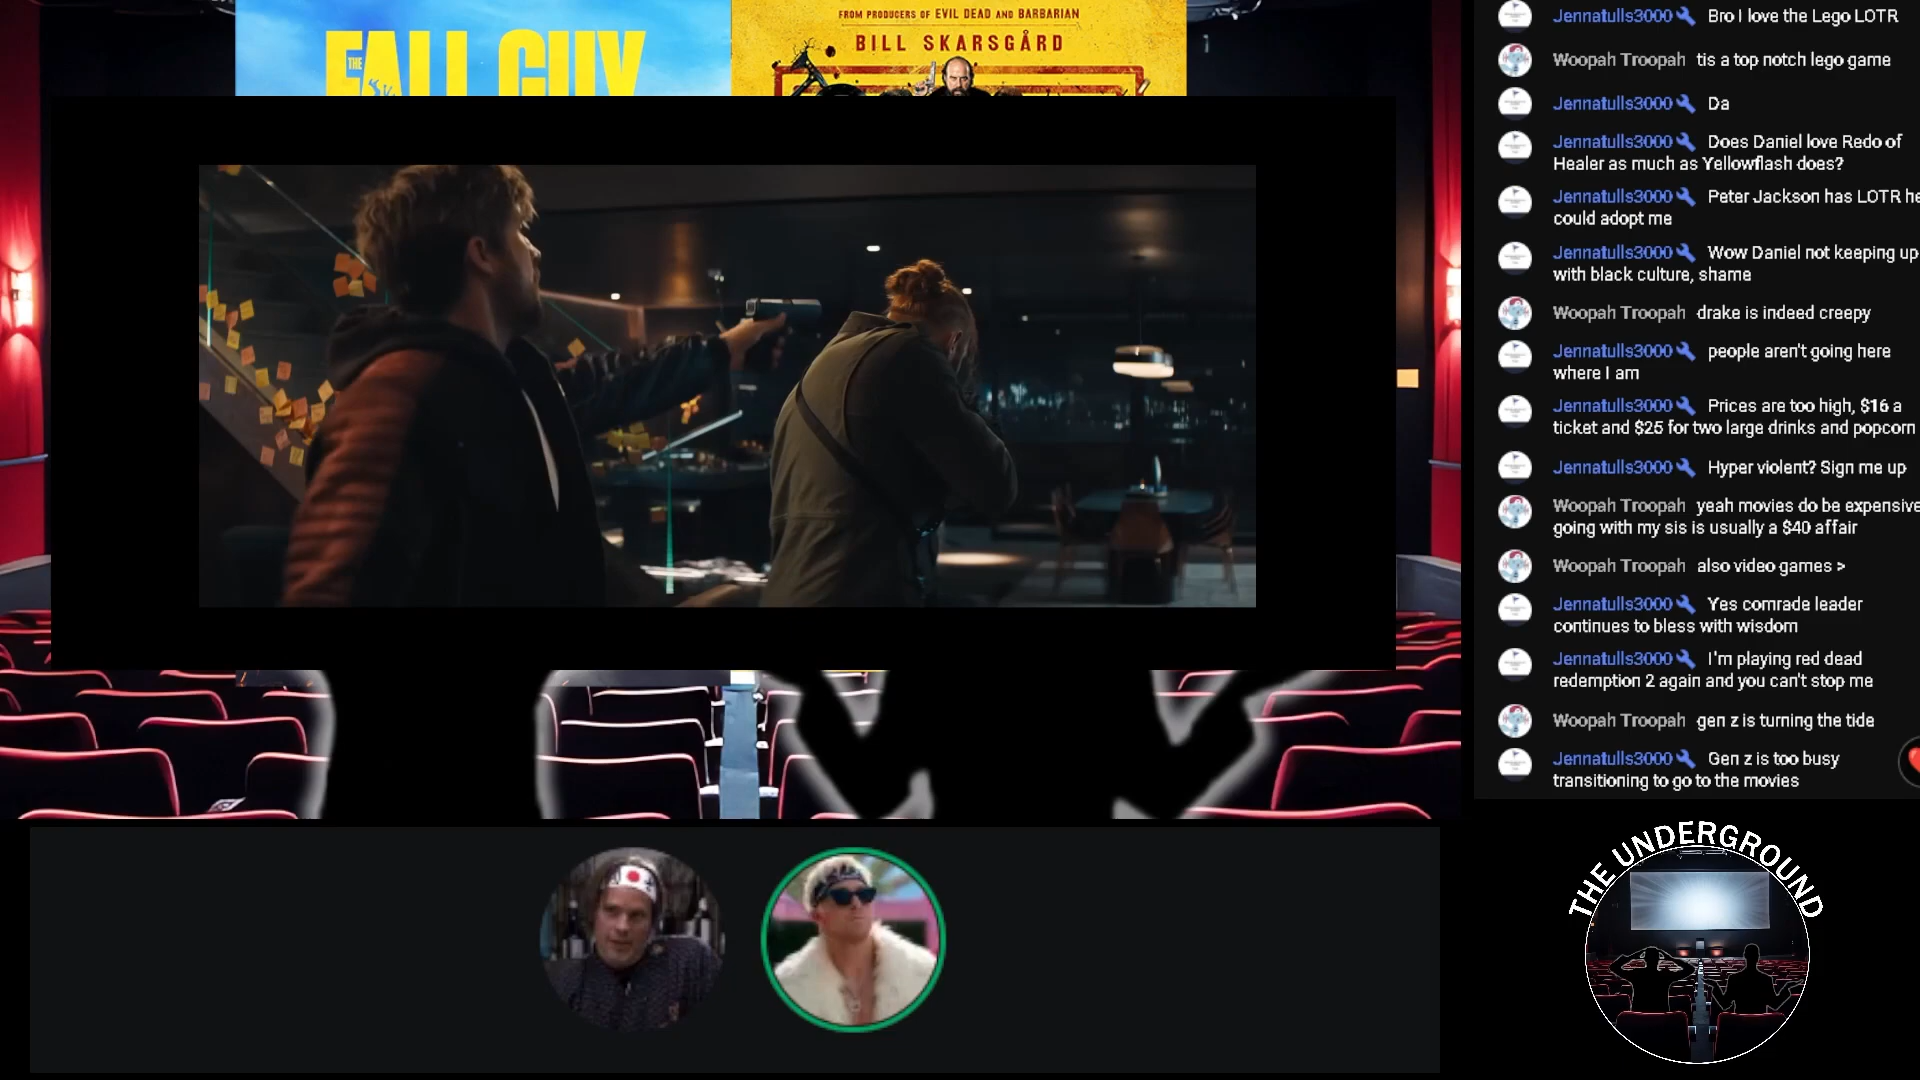 THE
FALL GUY
FROM PRODUCERS OF EVIL DEAD AND BARBARIAN
BILL SKARSGÅRD
Jennatulls3000 Bro I love the Lego LOTR
Woopah Troopah tis a top notch lego game
Jennatulls3000 Da
Jennatulls3000 Does Daniel love Redo of
Healer as much as Yellowflash does?
Jennatulls3000 Peter Jackson has LOTR he
could adopt me
Jennatulls3000 Wow Daniel not keeping up
with black culture, shame
Woopah Troopah drake is indeed creepy
Jennatulls3000 people aren't going here
where I am
Jennatulls3000 Prices are too high, $16 a
ticket and $25 for two large drinks and popcorn
Jennatulls3000 Hyper violent? Sign me up
Woopah Troopah yeah movies do be expensive
going with my sis is usually a $40 affair
Woopah Troopah also video games >
Jennatulls3000 Yes comrade leader
continues to bless with wisdom
Jennatulls3000 I'm playing red dead
redemption 2 again and you can't stop me
Woopah Troopah gen z is turning the tide
Jennatulls3000 Gen z is too busy
transitioning to go to the movies
THE UNDERGROUND